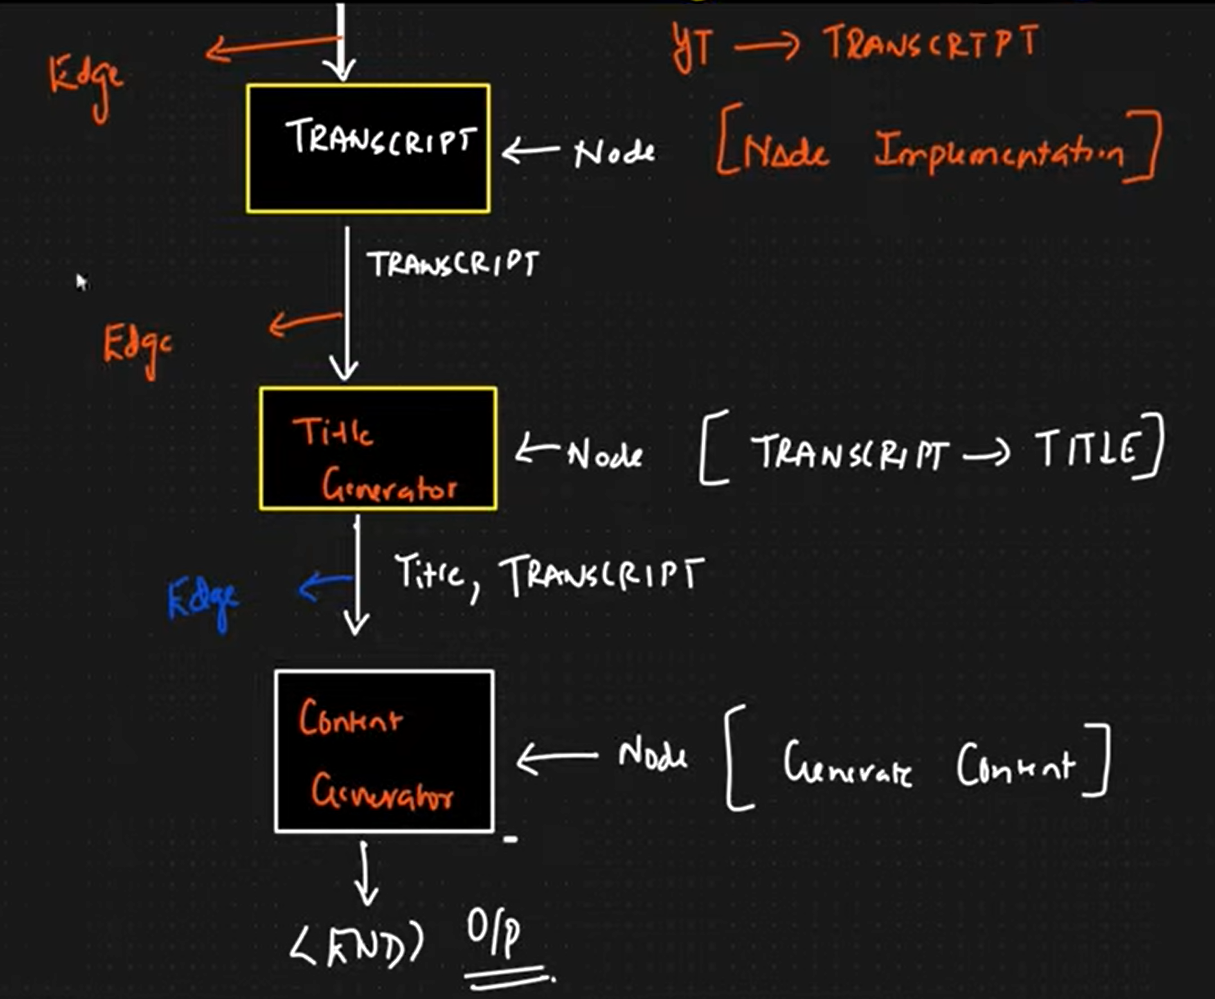 YT → TRANSCRIPT
Edge
TRANSCRIPT ← Node [Node Implementation]
TRANSCRIPT
Edge
Title
Generator
← Node [TRANSCRIPT → TITLE]
Title, TRANSCRIPT
Edge
Content
Generator
← Node [Generate Content]
<END> O/P